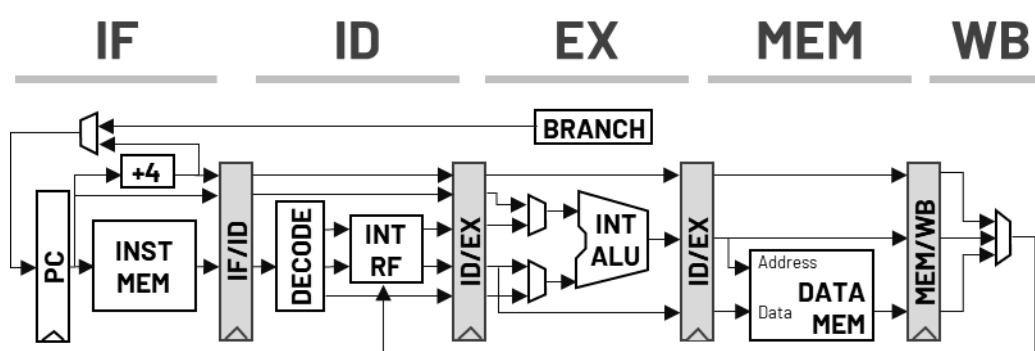 IF ID EX MEM WB
BRANCH
+4
PC
INST
MEM
IF/ID
DECODE
INT
RF
ID/EX
INT
ALU
ID/EX
Address
Data
DATA
MEM
MEM/WB